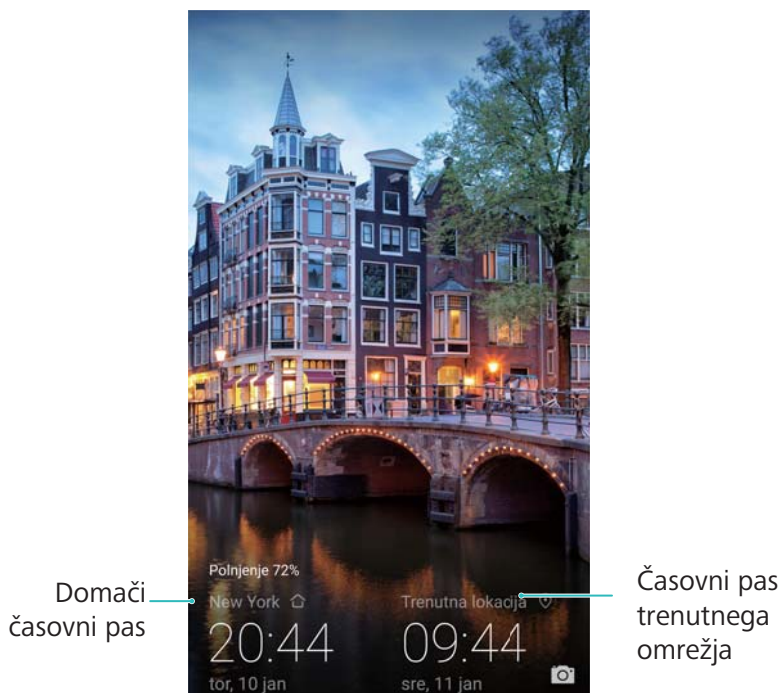 Polnjenje 72%
Domači
časovni pas
New York
20:44
tor, 10 jan
Trenutna lokacija
09:44
sre, 11 jan
Časovni pas
trenutnega
omrežja